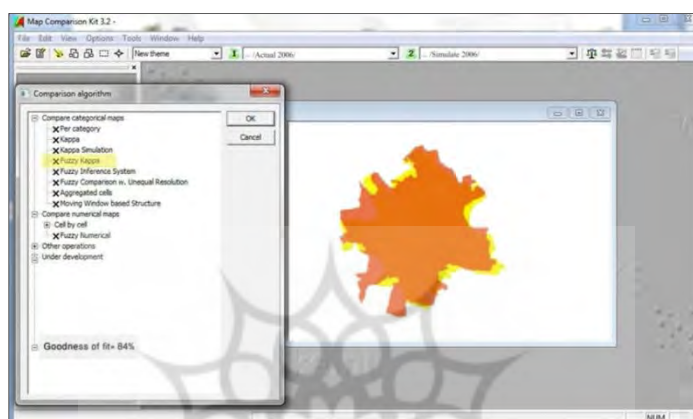 Map Comparison Kit 3.2 -
File Edit View Options Tools Window Help
New theme 1 ... /Actual 2006/ 2 ... /Simulate 2006/
Comparison algorithm
Compare categorical maps
Per category
Kappa
Kappa Simulation
Fuzzy Kappa
Fuzzy Inference System
Fuzzy Comparison w. Unequal Resolution
Aggregated cells
Moving Window based Structure
Compare numerical maps
Cell by cell
Fuzzy Numerical
Other operations
Under development
Goodness of fit= 84%
OK
Cancel
NUM